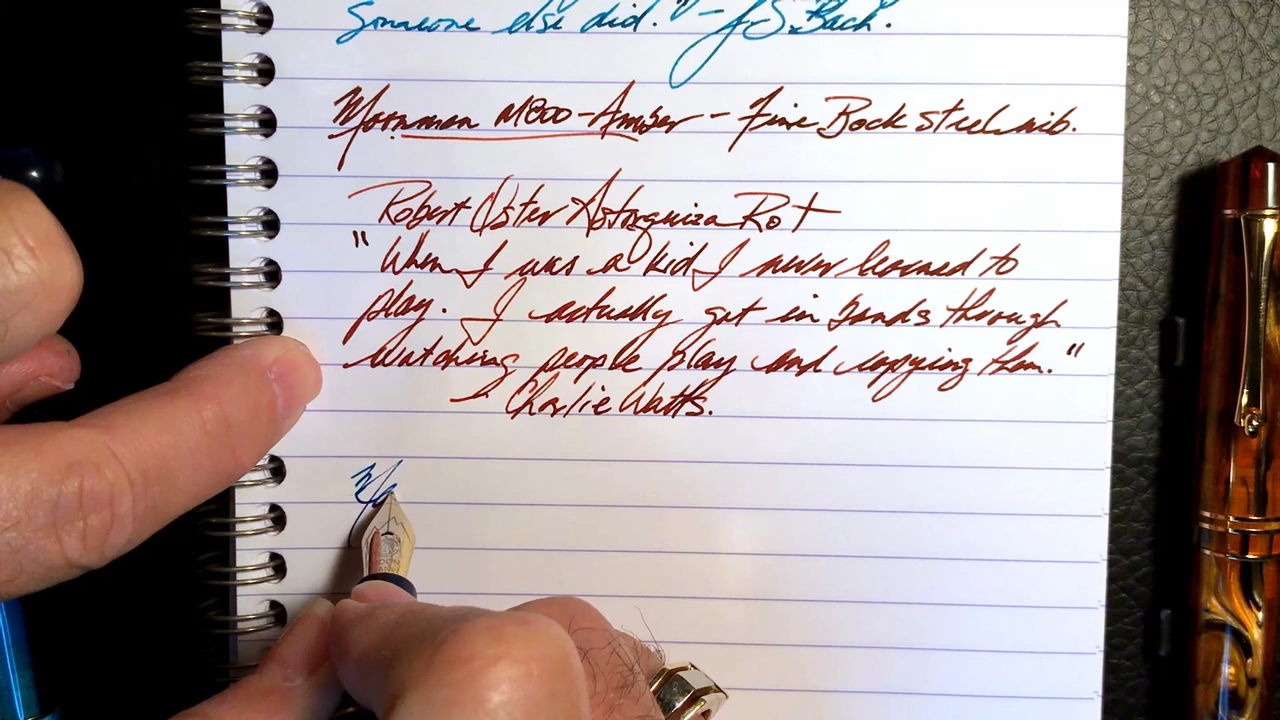 someone else did." - J S Bach.
Moonman M800 - Amber - Fine Bock steel nib.
Robert Oster Astorquiza Rot
"When I was a kid I never learned to
play. I actually got in bands through
watching people play and copying them."
- Charlie Watts.
Mo